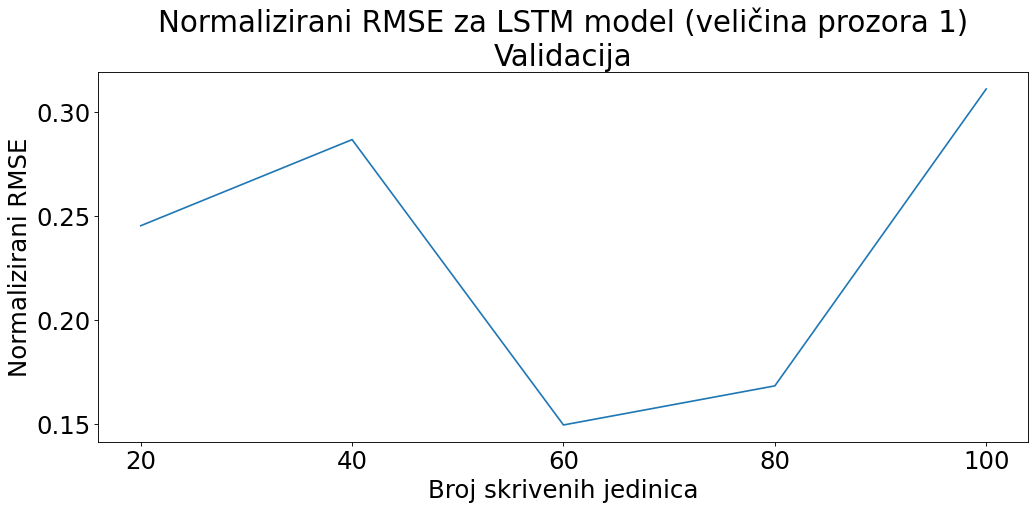 Normalizirani RMSE za LSTM model (veličina prozora 1)
Validacija
Normalizirani RMSE
0.30
0.25
0.20
0.15
20 40 60 80 100
Broj skrivenih jedinica